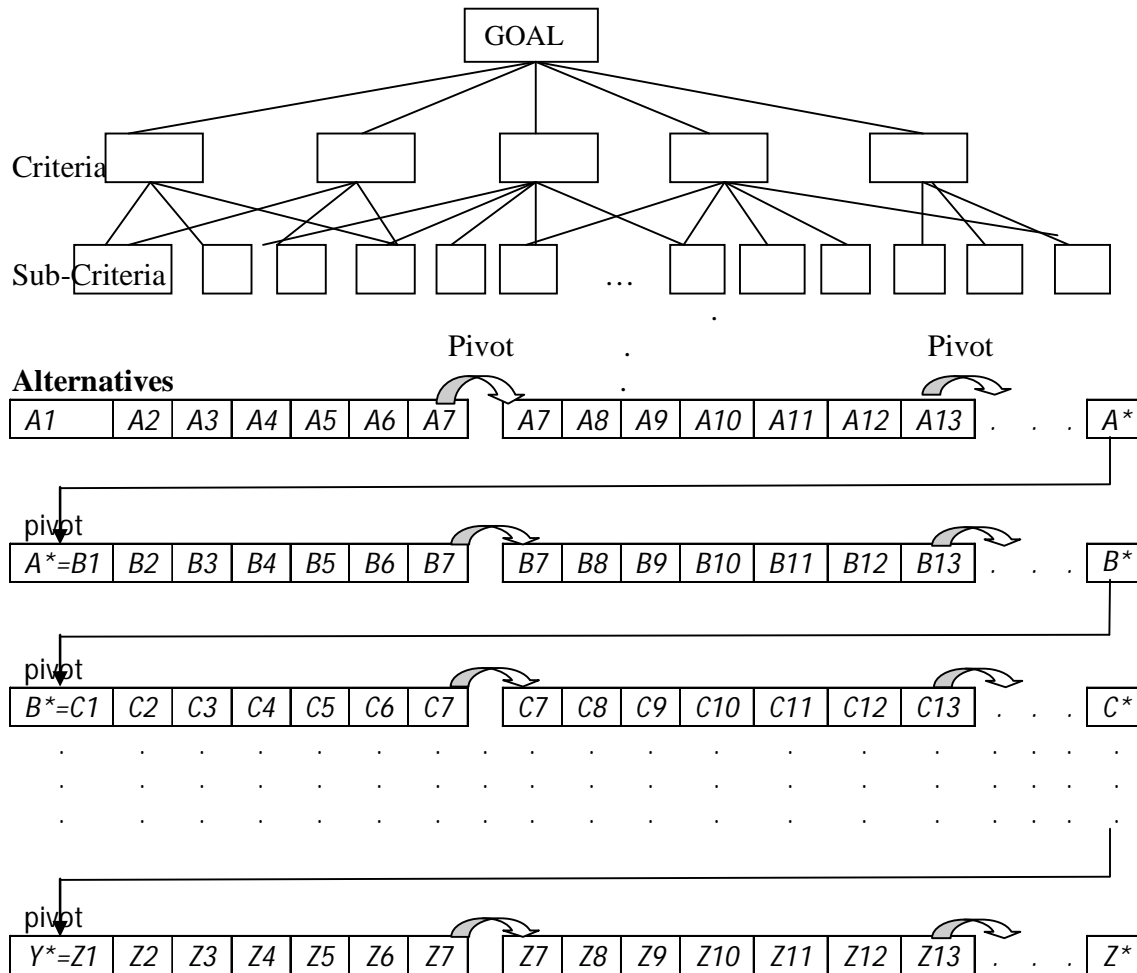 GOAL
Criteria
Sub-Criteria
…
.
Pivot . Pivot
Alternatives .
A1 A2 A3 A4 A5 A6 A7 A7 A8 A9 A10 A11 A12 A13 . . . A*
pivot
A*=B1 B2 B3 B4 B5 B6 B7 B7 B8 B9 B10 B11 B12 B13 . . . B*
pivot
B*=C1 C2 C3 C4 C5 C6 C7 C7 C8 C9 C10 C11 C12 C13 . . . C*
. . . . . . . . . . . . . . . . . . .
. . . . . . . . . . . . . . . . . . .
. . . . . . . . . . . . . . . . . . .
pivot
Y*=Z1 Z2 Z3 Z4 Z5 Z6 Z7 Z7 Z8 Z9 Z10 Z11 Z12 Z13 . . . Z*